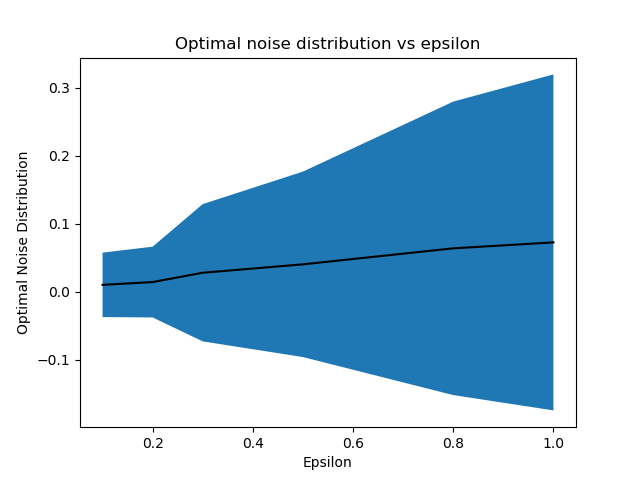 Optimal noise distribution vs epsilon
Optimal Noise Distribution
0.3
0.2
0.1
0.0
−0.1
0.2 0.4 0.6 0.8 1.0
Epsilon